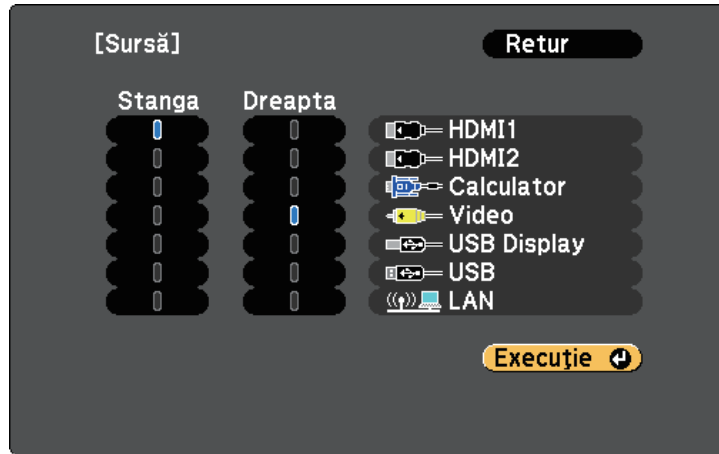 [Sursă] Retur
Stanga Dreapta
HDMI1
HDMI2
Calculator
Video
USB Display
USB
LAN
Execuţie